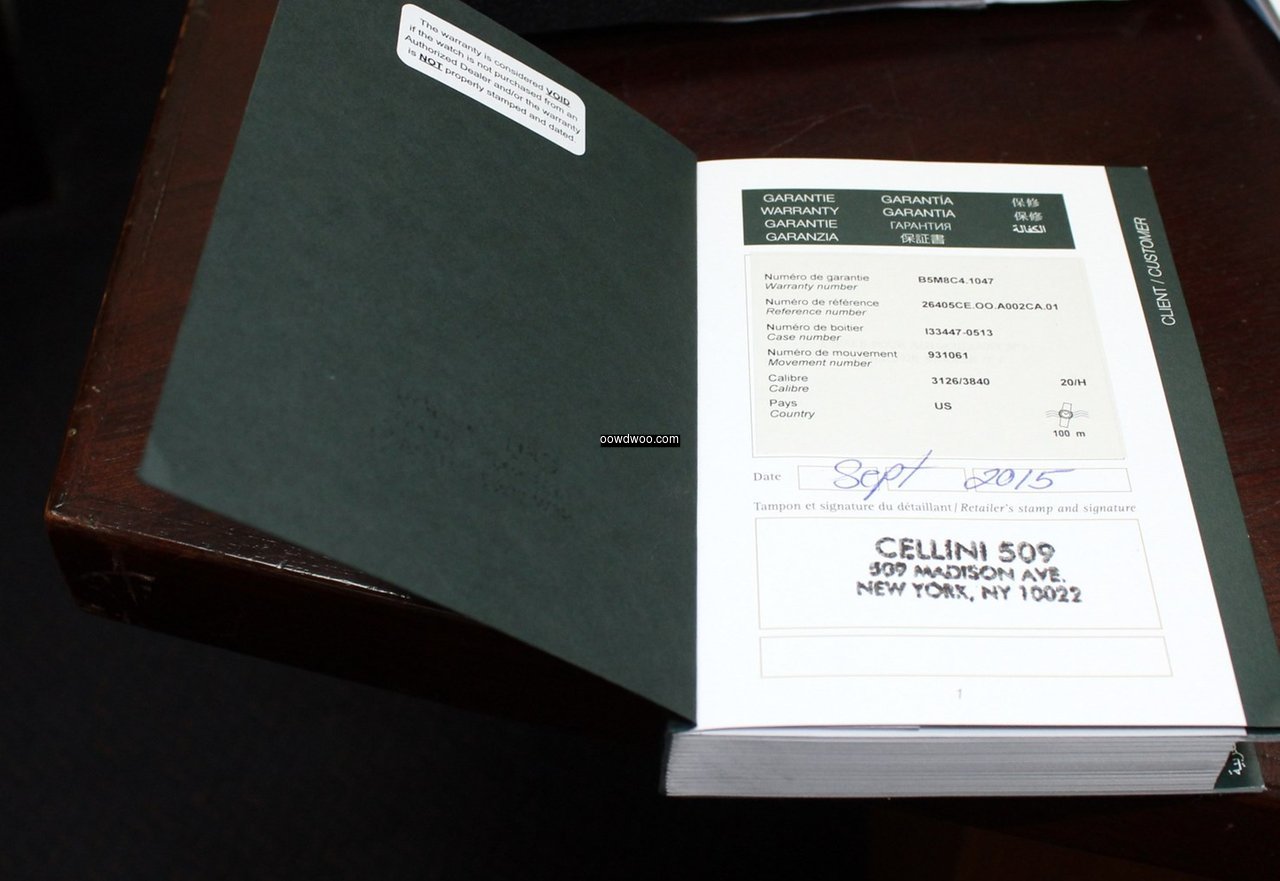 The warranty is considered VOID
if the watch is not purchased from an
Authorized Dealer and/or the warranty
is NOT properly stamped and dated.
GARANTIE GARANTÍA 保修
WARRANTY GARANTIA 保修
GARANTIE ГАРАНТИЯ الكفالة
GARANZIA 保証書
CLIENT / CUSTOMER
Numéro de garantie B5M8C4.1047
Warranty number
Numéro de référence 26405CE.OO.A002CA.01
Reference number
Numéro de boitier I33447-0513
Case number
Numéro de mouvement 931061
Movement number
Calibre 3126/3840 20/H
Calibre
Pays US
Country
100 m
oowdwoo.com
Date Sept 2015
Tampon et signature du détaillant / Retailer's stamp and signature
CELLINI 509
509 MADISON AVE.
NEW YORK, NY 10022
1